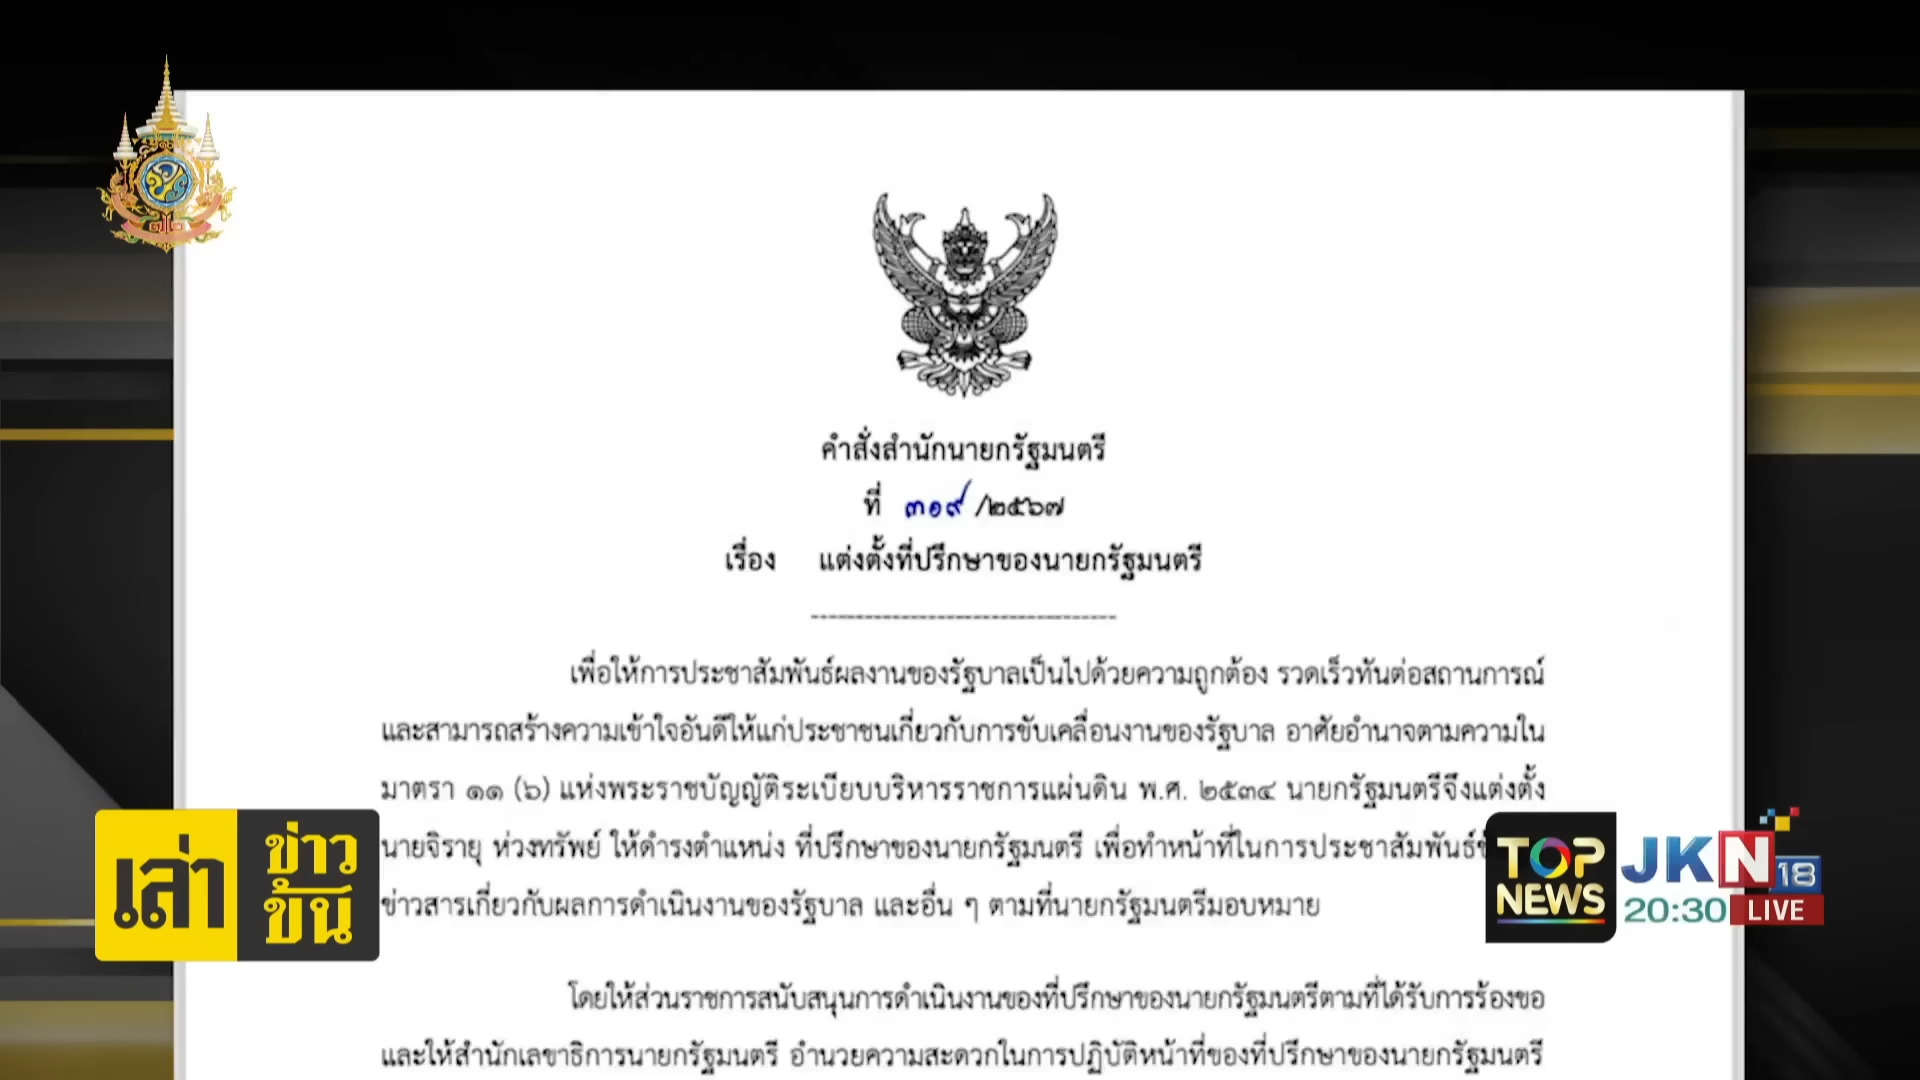 คำสั่งสำนักนายกรัฐมนตรี
ที่ ๓๑๙ /๒๕๖๗
เรื่อง แต่งตั้งที่ปรึกษาของนายกรัฐมนตรี
เพื่อให้การประชาสัมพันธ์ผลงานของรัฐบาลเป็นไปด้วยความถูกต้อง รวดเร็วทันต่อสถานการณ์
และสามารถสร้างความเข้าใจอันดีให้แก่ประชาชนเกี่ยวกับการขับเคลื่อนงานของรัฐบาล อาศัยอำนาจตามความใน
มาตรา ๑๑ (๖) แห่งพระราชบัญญัติระเบียบบริหารราชการแผ่นดิน พ.ศ. ๒๕๓๔ นายกรัฐมนตรีจึงแต่งตั้ง
นายจิรายุ ห่วงทรัพย์ ให้ดำรงตำแหน่ง ที่ปรึกษาของนายกรัฐมนตรี เพื่อทำหน้าที่ในการประชาสัมพันธ์
ข่าวสารเกี่ยวกับผลการดำเนินงานของรัฐบาล และอื่น ๆ ตามที่นายกรัฐมนตรีมอบหมาย
โดยให้ส่วนราชการสนับสนุนการดำเนินงานของที่ปรึกษาของนายกรัฐมนตรีตามที่ได้รับการร้องขอ
และให้สำนักเลขาธิการนายกรัฐมนตรี อำนวยความสะดวกในการปฏิบัติหน้าที่ของที่ปรึกษาของนายกรัฐมนตรี
เล่า
ข่าว
ข้น
TOP
NEWS
JKN 18
20:30 LIVE